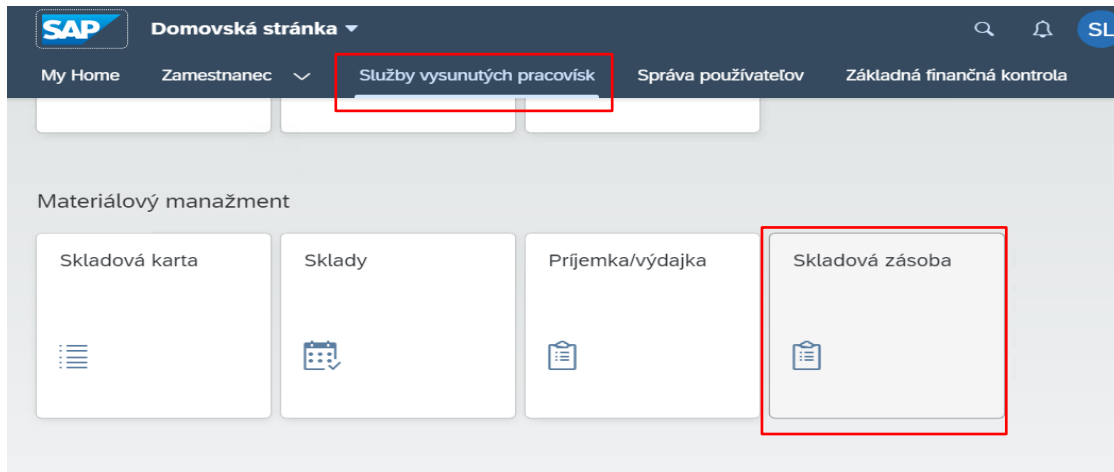 SAP Domovská stránka SL
My Home Zamestnanec Služby vysunutých pracovísk Správa používateľov Základná finančná kontrola
Materiálový manažment
Skladová karta Sklady Príjemka/výdajka Skladová zásoba